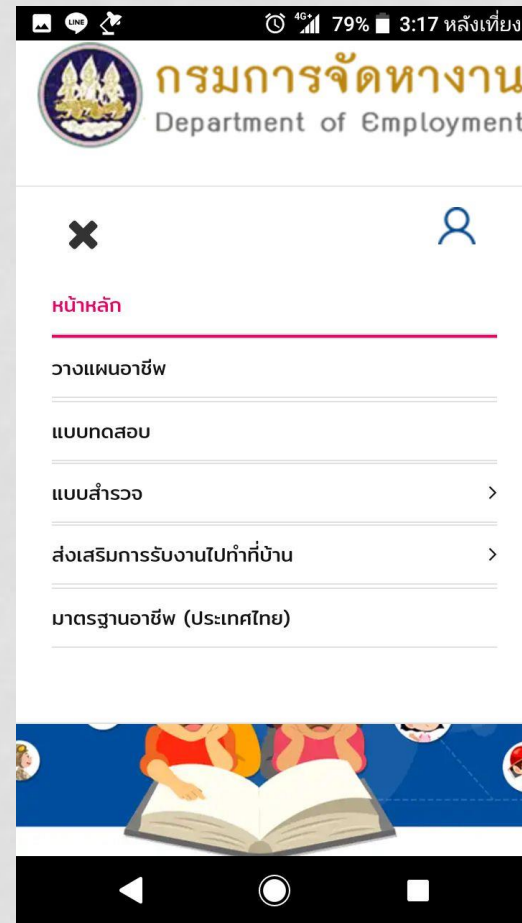 LINE 4G+ 79% 3:17 หลังเที่ยง
กรมการจัดหางาน
Department of Employment
หน้าหลัก
วางแผนอาชีพ
แบบทดสอบ
แบบสำรวจ
ส่งเสริมการรับงานไปทำที่บ้าน
มาตรฐานอาชีพ (ประเทศไทย)